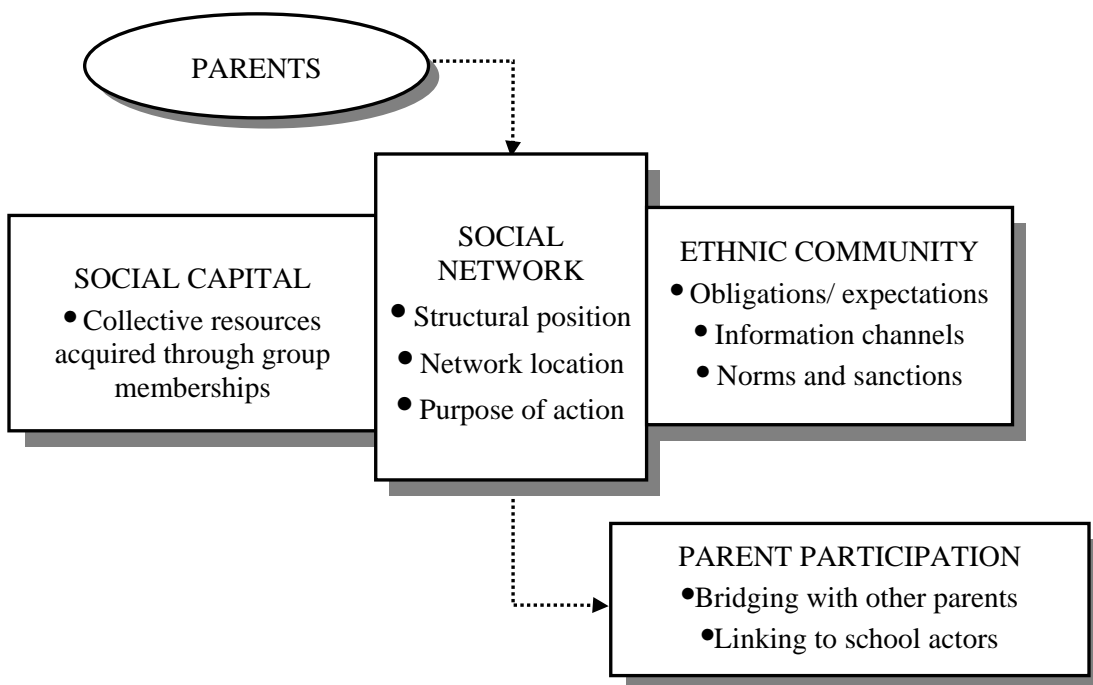 PARENTS
SOCIAL CAPITAL
• Collective resources
acquired through group
memberships
SOCIAL
NETWORK
• Structural position
• Network location
• Purpose of action
ETHNIC COMMUNITY
• Obligations/ expectations
• Information channels
• Norms and sanctions
PARENT PARTICIPATION
•Bridging with other parents
•Linking to school actors